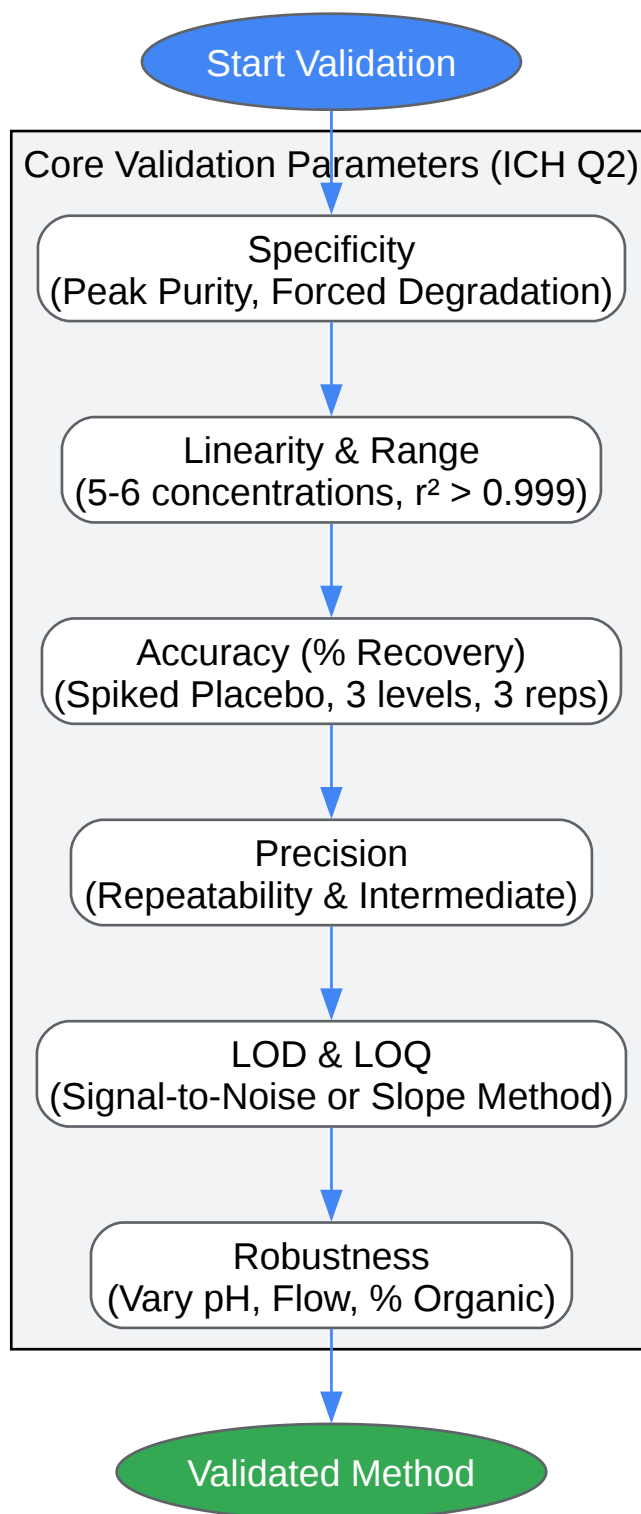 Start Validation
Core Validation Parameters (ICH Q2)
Specificity
(Peak Purity, Forced Degradation)
Linearity & Range
(5-6 concentrations, r² > 0.999)
Accuracy (% Recovery)
(Spiked Placebo, 3 levels, 3 reps)
Precision
(Repeatability & Intermediate)
LOD & LOQ
(Signal-to-Noise or Slope Method)
Robustness
(Vary pH, Flow, % Organic)
Validated Method